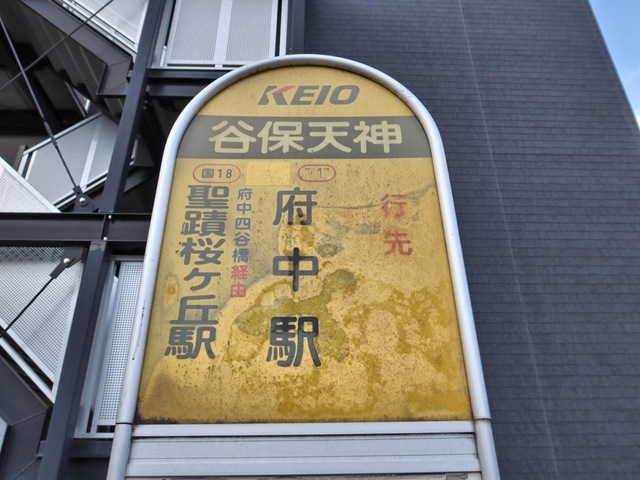 KEIO
谷保天神
行先
府中駅
国18
府中四谷橋経由
聖蹟桜ヶ丘駅